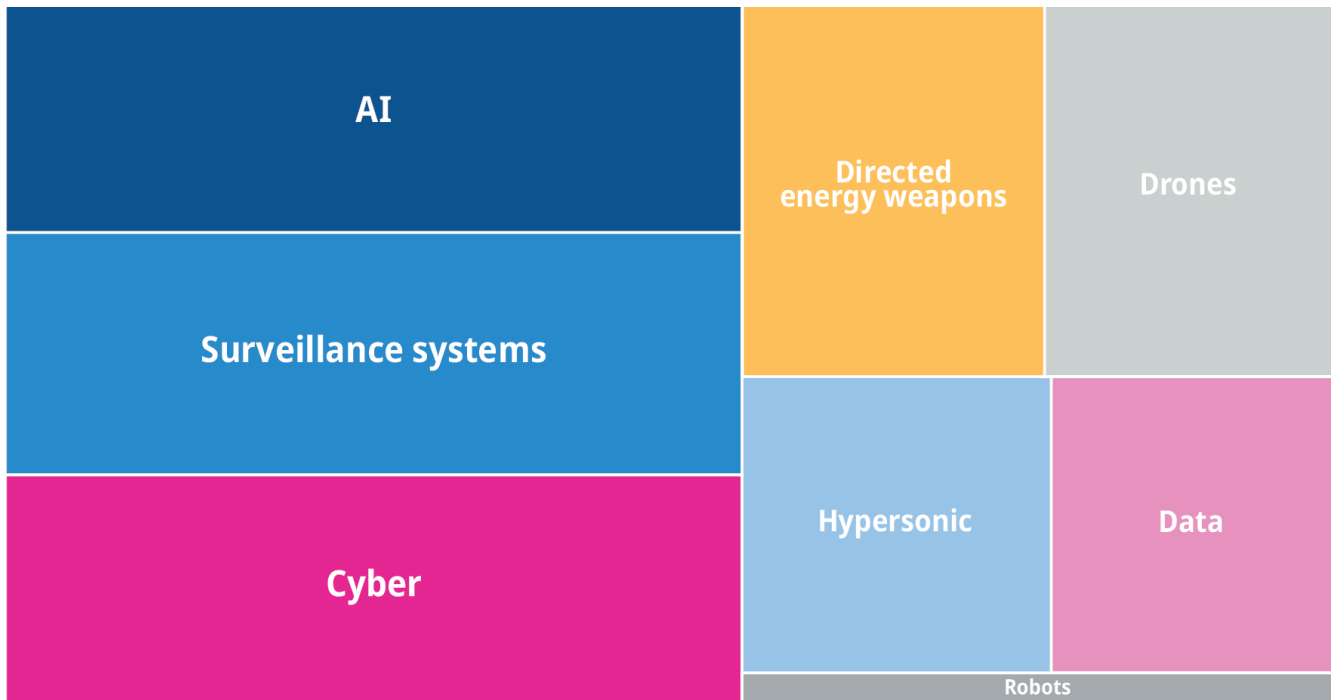 AI
Surveillance systems
Cyber
Directed
energy weapons
Drones
Hypersonic
Data
Robots